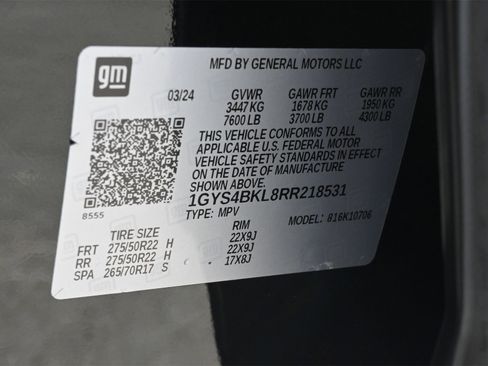 gm
MFD BY GENERAL MOTORS LLC
03/24 GVWR GAWR FRT GAWR RR
3447 KG 1678 KG 1950 KG
7600 LB 3700 LB 4300 LB
THIS VEHICLE CONFORMS TO ALL
APPLICABLE U.S. FEDERAL MOTOR
VEHICLE SAFETY STANDARDS IN EFFECT
ON THE DATE OF MANUFACTURE
SHOWN ABOVE.
8555 1GYS4BKL8RR218531
TYPE: MPV MODEL: 816K10706
TIRE SIZE RIM
FRT 275/50R22 H 22X9J
RR 275/50R22 H 22X9J
SPA 265/70R17 S 17X8J